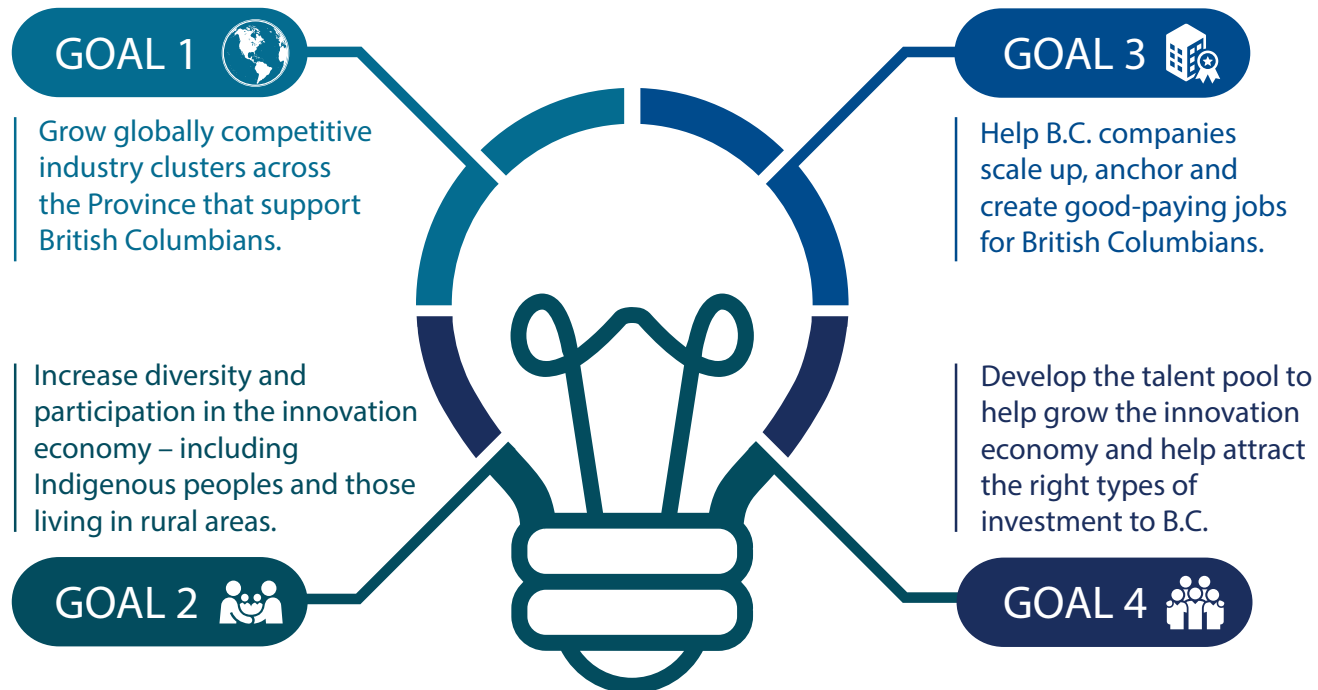 GOAL 1
Grow globally competitive
industry clusters across
the Province that support
British Columbians.
Increase diversity and
participation in the innovation
economy – including
Indigenous peoples and those
living in rural areas.
GOAL 2
GOAL 3
Help B.C. companies
scale up, anchor and
create good-paying jobs
for British Columbians.
Develop the talent pool to
help grow the innovation
economy and help attract
the right types of
investment to B.C.
GOAL 4